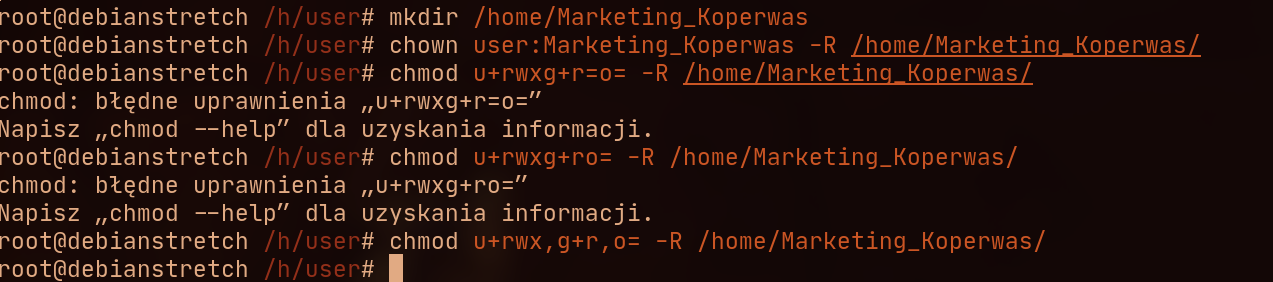 root@debianstretch /h/user# mkdir /home/Marketing_Koperwas
root@debianstretch /h/user# chown user:Marketing_Koperwas -R /home/Marketing_Koperwas/
root@debianstretch /h/user# chmod u+rwxg+r=o= -R /home/Marketing_Koperwas/
chmod: błędne uprawnienia „u+rwxg+r=o=”
Napisz „chmod --help” dla uzyskania informacji.
root@debianstretch /h/user# chmod u+rwxg+ro= -R /home/Marketing_Koperwas/
chmod: błędne uprawnienia „u+rwxg+ro=”
Napisz „chmod --help” dla uzyskania informacji.
root@debianstretch /h/user# chmod u+rwx,g+r,o= -R /home/Marketing_Koperwas/
root@debianstretch /h/user#